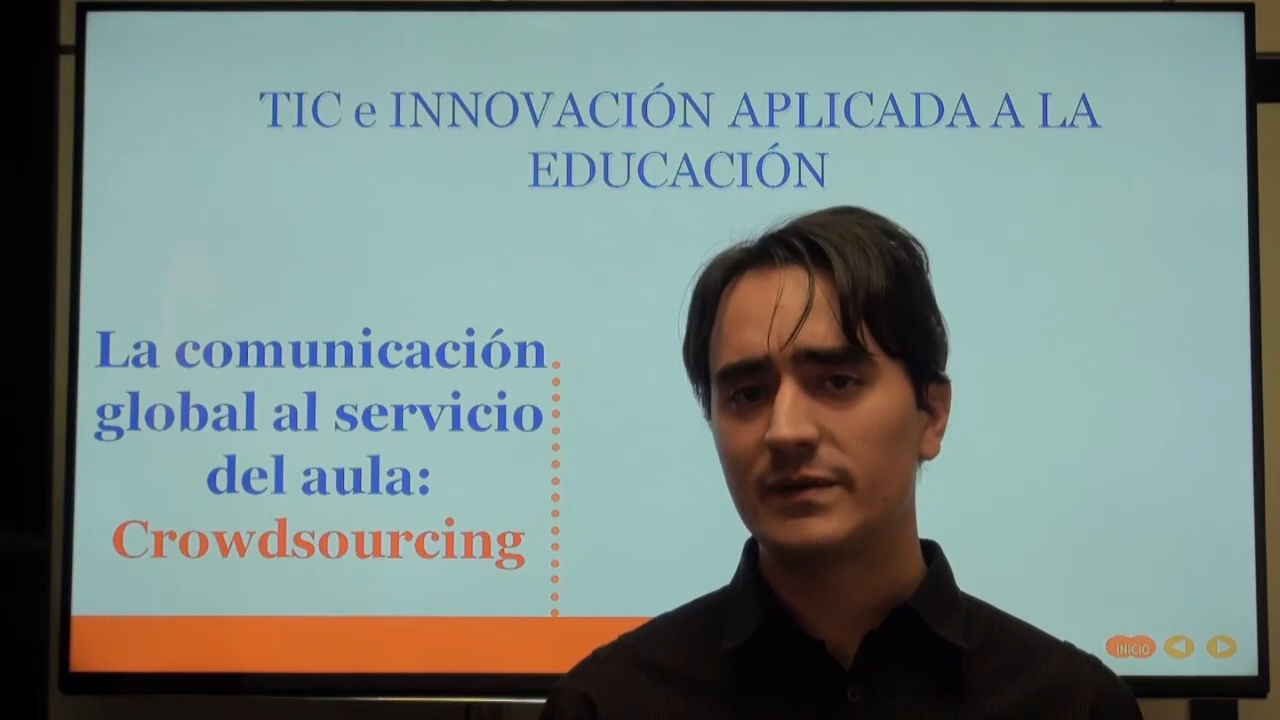 TIC e INNOVACIÓN APLICADA A LA
EDUCACIÓN
La comunicación
global al servicio
del aula:
Crowdsourcing
INICIO